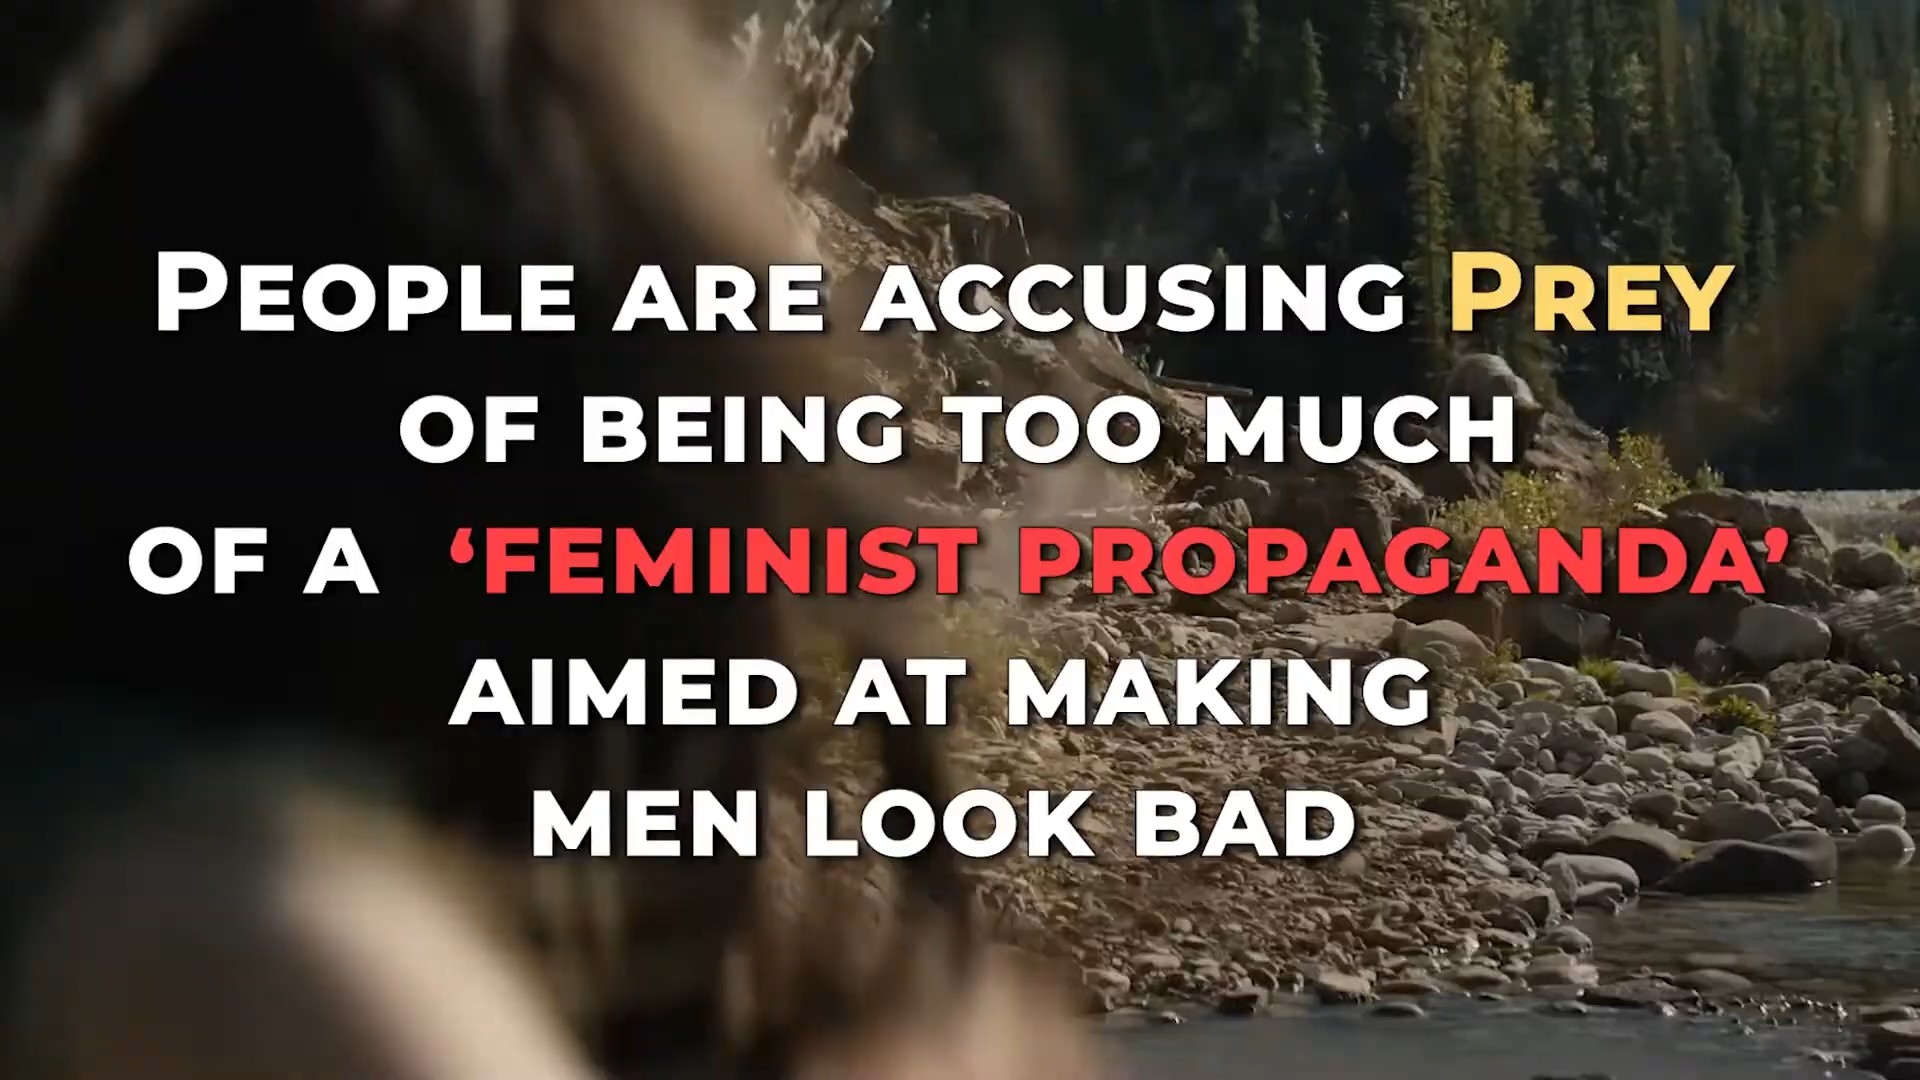 People are accusing Prey
of being too much
of a ‘feminist propaganda’
aimed at making
men look bad